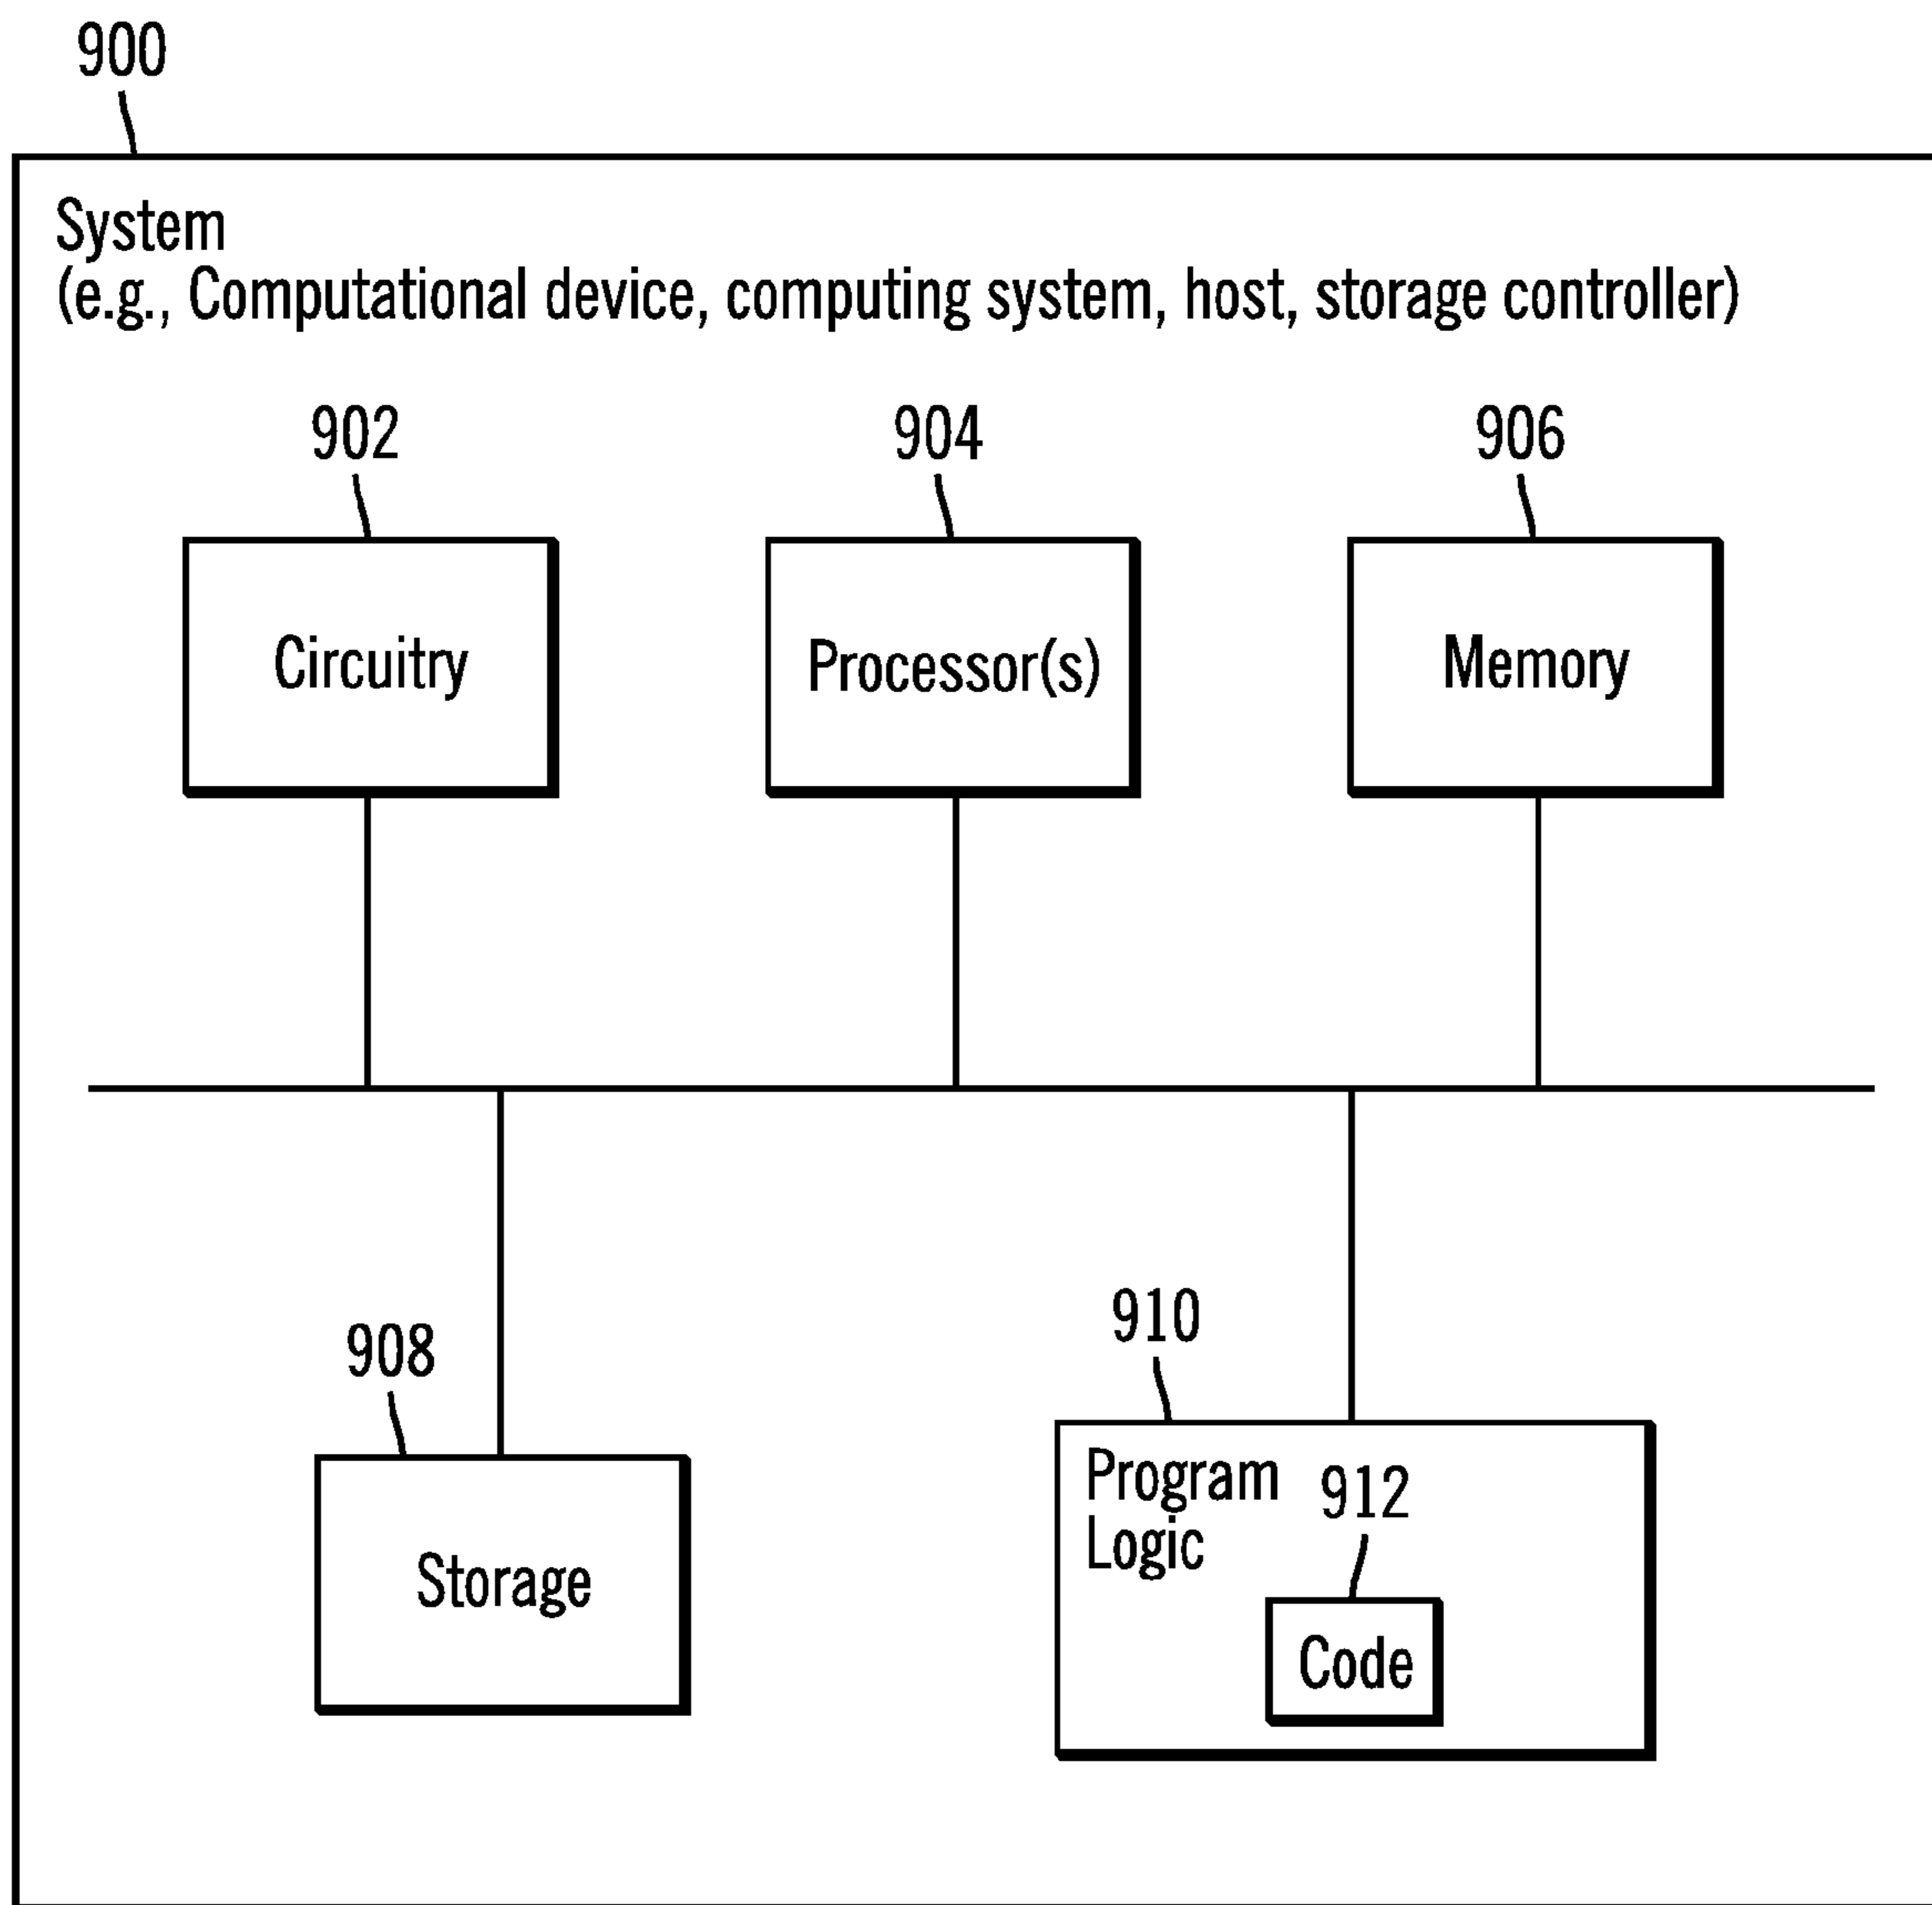 900
System
(e.g., Computational device, computing system, host, storage controller)
902
904
906
Circuitry
Processor(s)
Memory
908
910
Storage
Program
Logic
912
Code